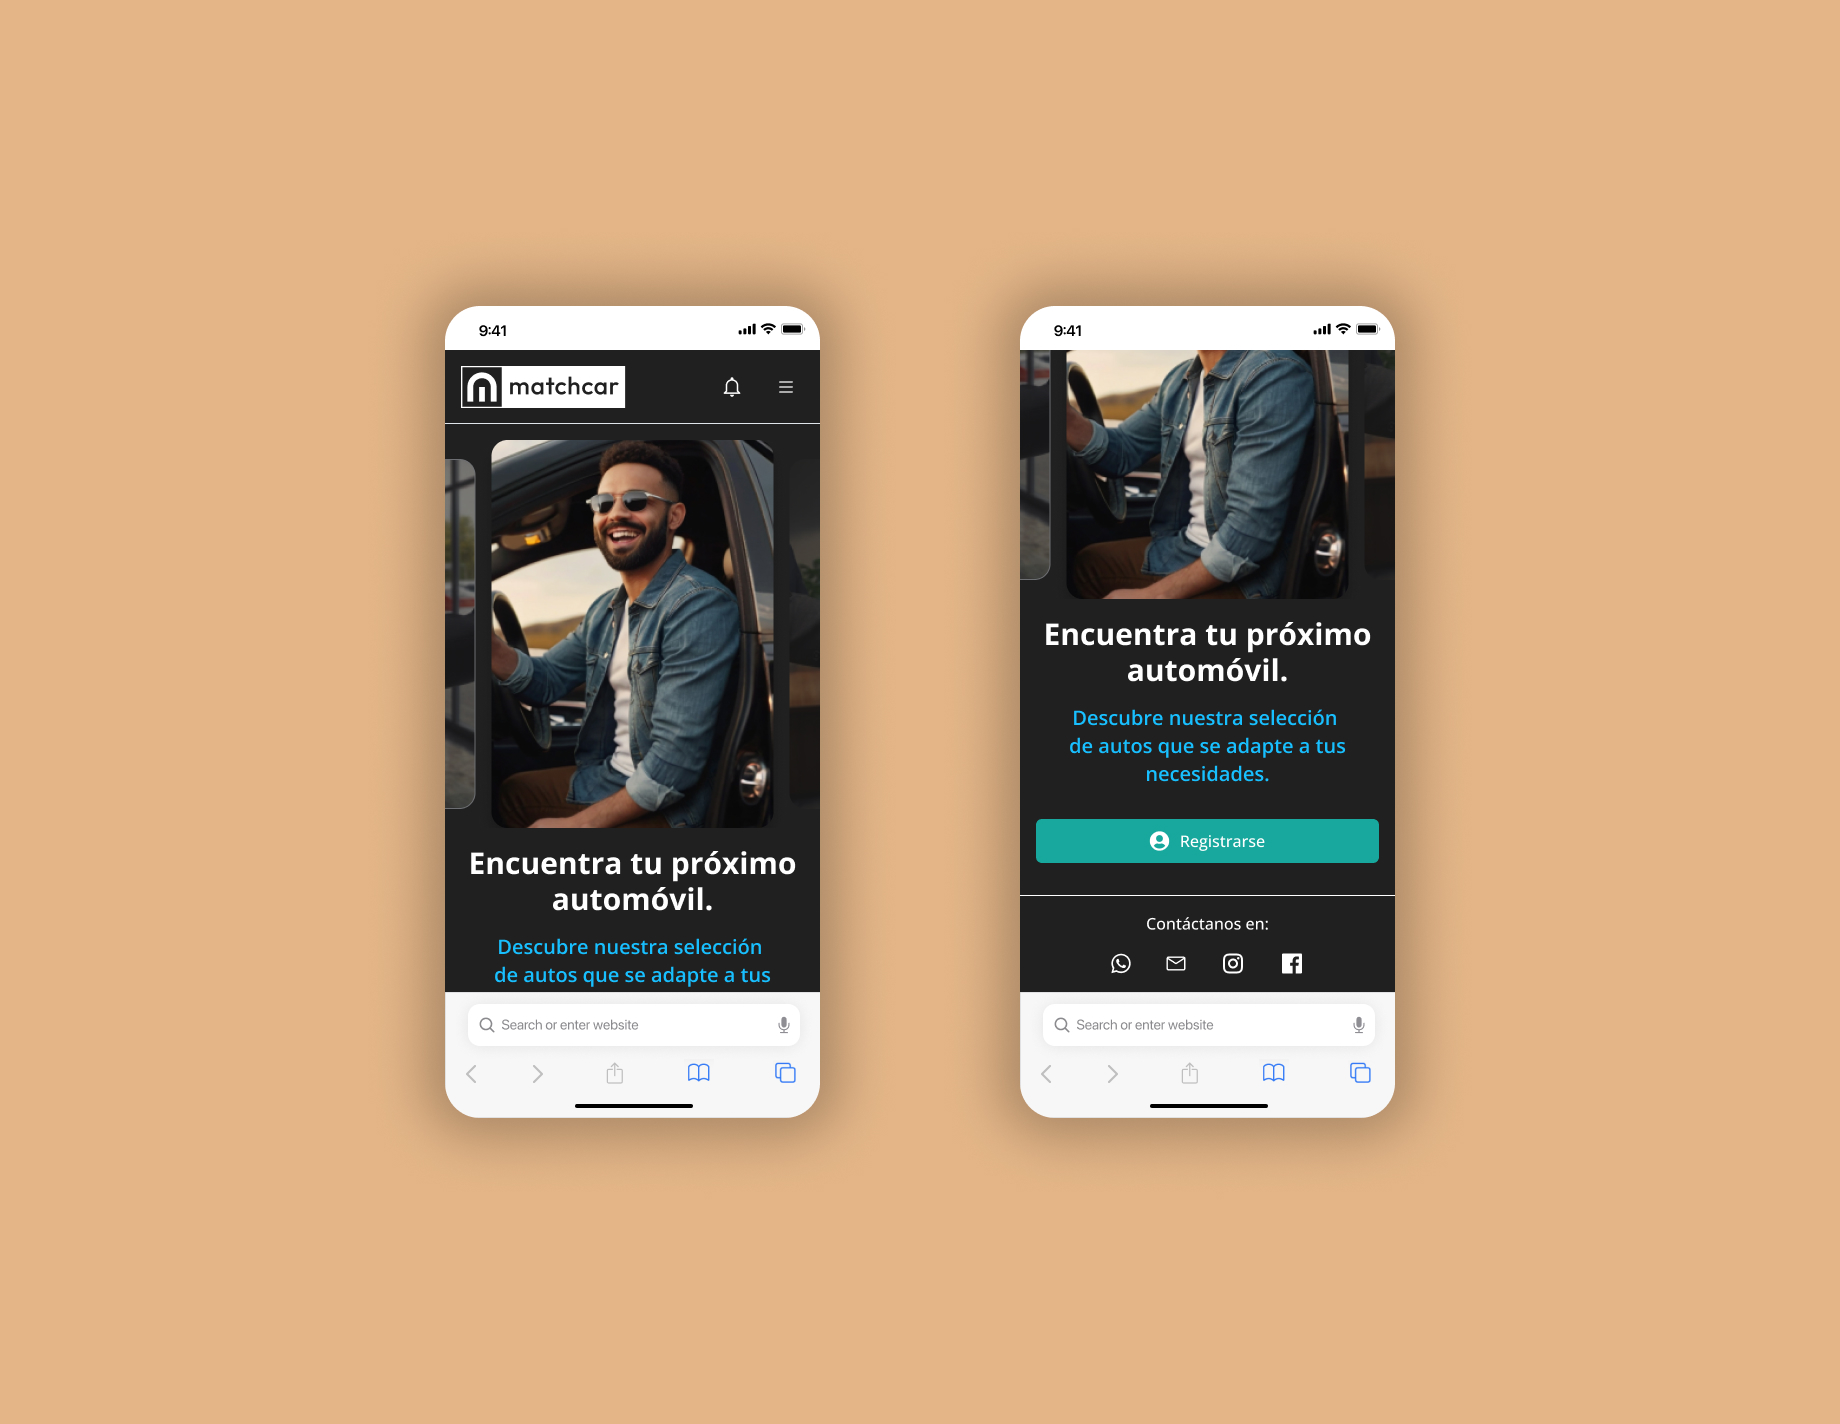 9:41
matchcar
Encuentra tu próximo
automóvil.
Descubre nuestra selección
de autos que se adapte a tus
Search or enter website
9:41
Encuentra tu próximo
automóvil.
Descubre nuestra selección
de autos que se adapte a tus
necesidades.
Registrarse
Contáctanos en:
Search or enter website